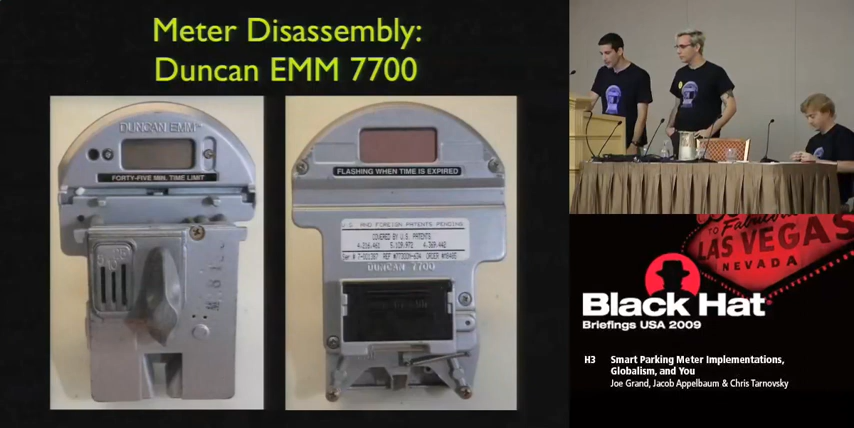 Meter Disassembly:
Duncan EMM 7700
DUNCAN EMM
FORTY-FIVE MIN. TIME LIMIT
FLASHING WHEN TIME IS EXPIRED
U.S. AND FOREIGN PATENTS PENDING
COVERED BY U.S. PATENTS
DUNCAN 7700
TO Fabulous
LAS VEGAS
NEVADA
Black Hat
Briefings USA 2009
H3 Smart Parking Meter Implementations,
Globalism, and You
Joe Grand, Jacob Appelbaum & Chris Tarnovsky